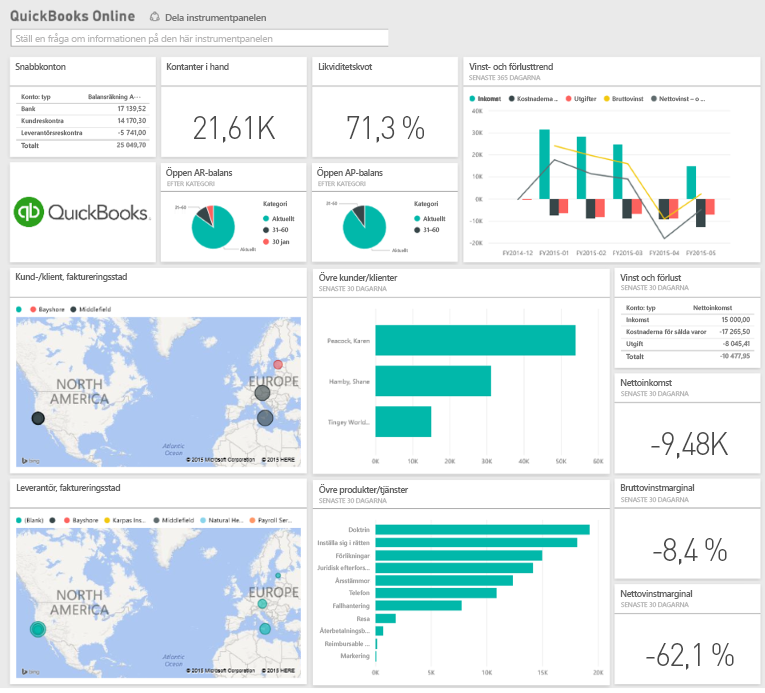 QuickBooks Online
Dela instrumentpanelen
Ställ en fråga om informationen på den här instrumentpanelen
Snabbkonton
Konto: typ Balansräkning A...
Bank 17 139,52
Kundreskontra 14 170,30
Leverantörsreskontra -5 741,00
Totalt 25 049,70
Kontanter i hand
21,61K
Likviditetskvot
71,3 %
Vinst- och förlusttrend
SENASTE 365 DAGARNA
Inkomst Kostnaderna ... Utgifter Bruttovinst Nettovinst – o ...
40K
30K
20K
10K
0K
-10K
-20K
FY2014-12 FY2015-01 FY2015-02 FY2015-03 FY2015-04 FY2015-05
qb QuickBooks
Öppen AR-balans
EFTER KATEGORI
31-60
Aktuellt
Kategori
Aktuellt
31-60
30 jan
Öppen AP-balans
EFTER KATEGORI
31-60
Aktuellt
Kategori
Aktuellt
31-60
Kund-/klient, faktureringsstad
Bayshore Middlefield
NORTH
AMERICA
EUROPE
Atlantic
Ocean
bing
© 2015 Microsoft Corporation © 2015 HERE
Övre kunder/klienter
SENASTE 30 DAGARNA
Peacock, Karen
Hamby, Shane
Tingey World...
0K 10K 20K 30K 40K 50K 60K
Vinst och förlust
SENASTE 30 DAGARNA
Konto: typ Nettoinkomst
Inkomst 15 000,00
Kostnaderna för sålda varor -17 265,50
Utgift -8 045,41
Totalt -10 477,95
Nettoinkomst
SENASTE 30 DAGARNA
-9,48K
Leverantör, faktureringsstad
(Blank) Bayshore Karpas Ins... Middlefield Natural He... Payroll Ser...
NORTH
AMERICA
EUROPE
Atlantic
Ocean
bing
© 2015 Microsoft Corporation © 2015 HERE
Övre produkter/tjänster
SENASTE 30 DAGARNA
Doktrin
Inställa sig i rätten
Förlikningar
Juridisk efterfors...
Årsstämmor
Telefon
Fallhantering
Resa
Återbetalningsb...
Reimbursable ...
Markering
0K 5K 10K 15K 20K
Bruttovinstmarginal
SENASTE 30 DAGARNA
-8,4 %
Nettovinstmarginal
SENASTE 30 DAGARNA
-62,1 %